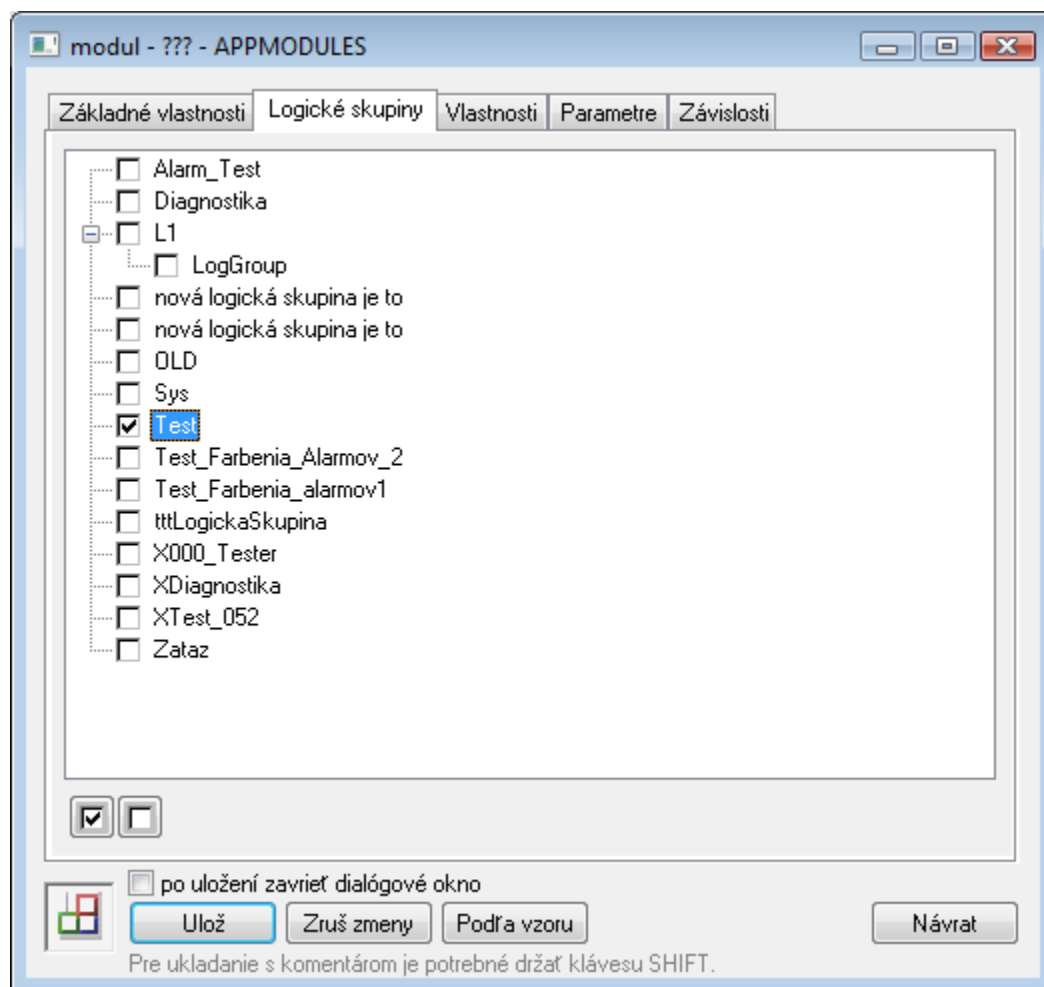 modul - ??? - APPMODULES
Základné vlastnosti Logické skupiny Vlastnosti Parametre Závislosti
Alarm_Test
Diagnostika
L1
LogGroup
nová logická skupina je to
nová logická skupina je to
OLD
Sys
Test
Test_Farbenia_Alarmov_2
Test_Farbenia_alarmov1
tttLogickaSkupina
X000_Tester
XDiagnostika
XTest_052
Zataz
po uložení zavrieť dialógové okno
Ulož Zruš zmeny Podľa vzoru Návrat
Pre ukladanie s komentárom je potrebné držať klávesu SHIFT.